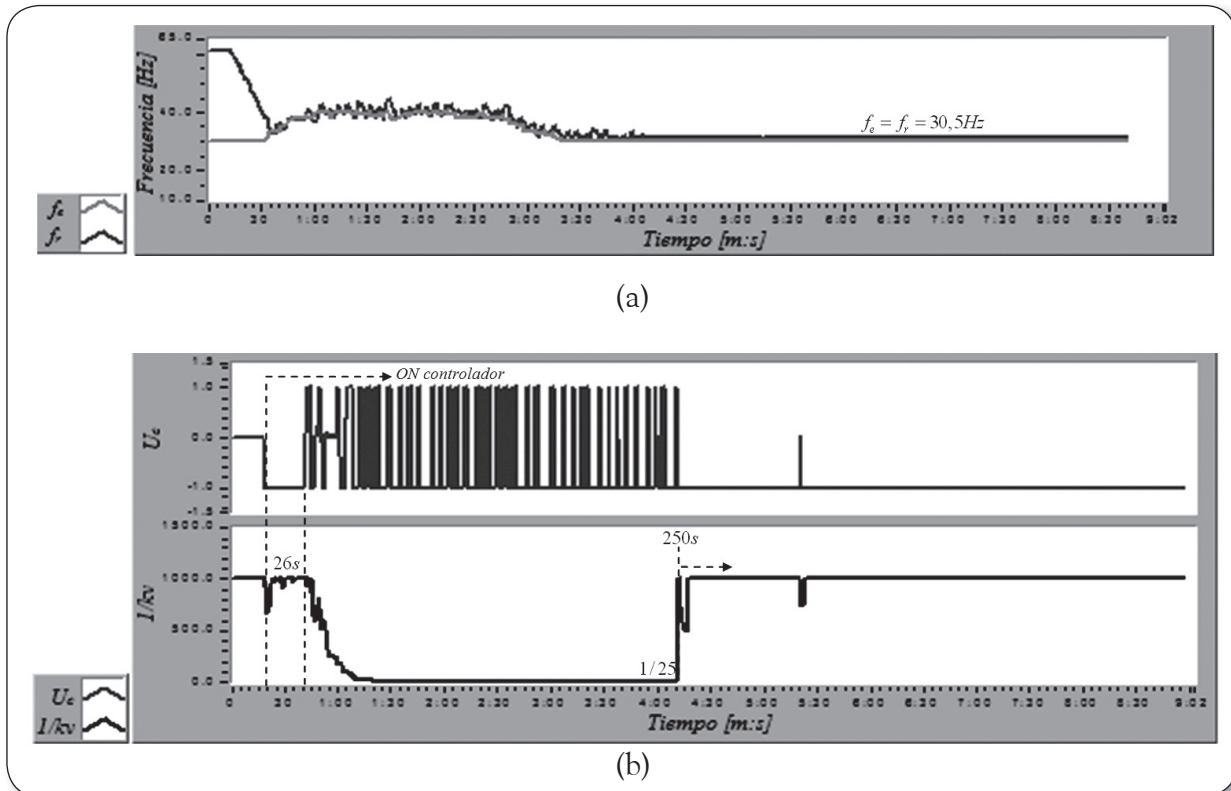 65.0
40.0
20.0
10.0
Frecuencia [Hz]
fₑ = fᵣ = 30,5Hz
0 30 1:00 1:30 2:00 2:30 3:00 3:30 4:00 4:30 5:00 5:30 6:00 6:30 7:00 7:30 8:00 8:30 9:02
Tiempo [m:s]
fₑ
fᵣ
(a)
1.5
1.0
0.0
-1.0
-1.5
Uₑ
ON controlador
1500.0
1000.0
500.0
0.0
1/kv
26s
250s
1/25
0 30 1:00 1:30 2:00 2:30 3:00 3:30 4:00 4:30 5:00 5:30 6:00 6:30 7:00 7:30 8:00 8:30 9:02
Tiempo [m:s]
Uₑ
1/kv
(b)